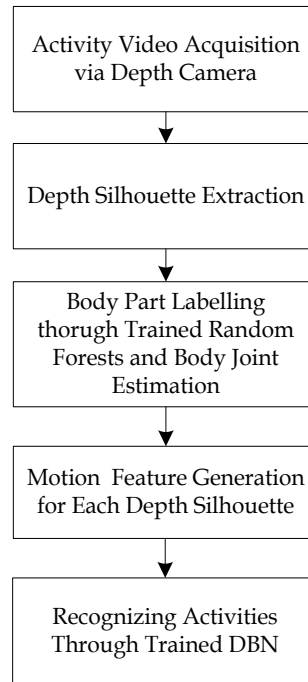 Activity Video Acquisition
via Depth Camera
Depth Silhouette Extraction
Body Part Labelling
thorugh Trained Random
Forests and Body Joint
Estimation
Motion Feature Generation
for Each Depth Silhouette
Recognizing Activities
Through Trained DBN